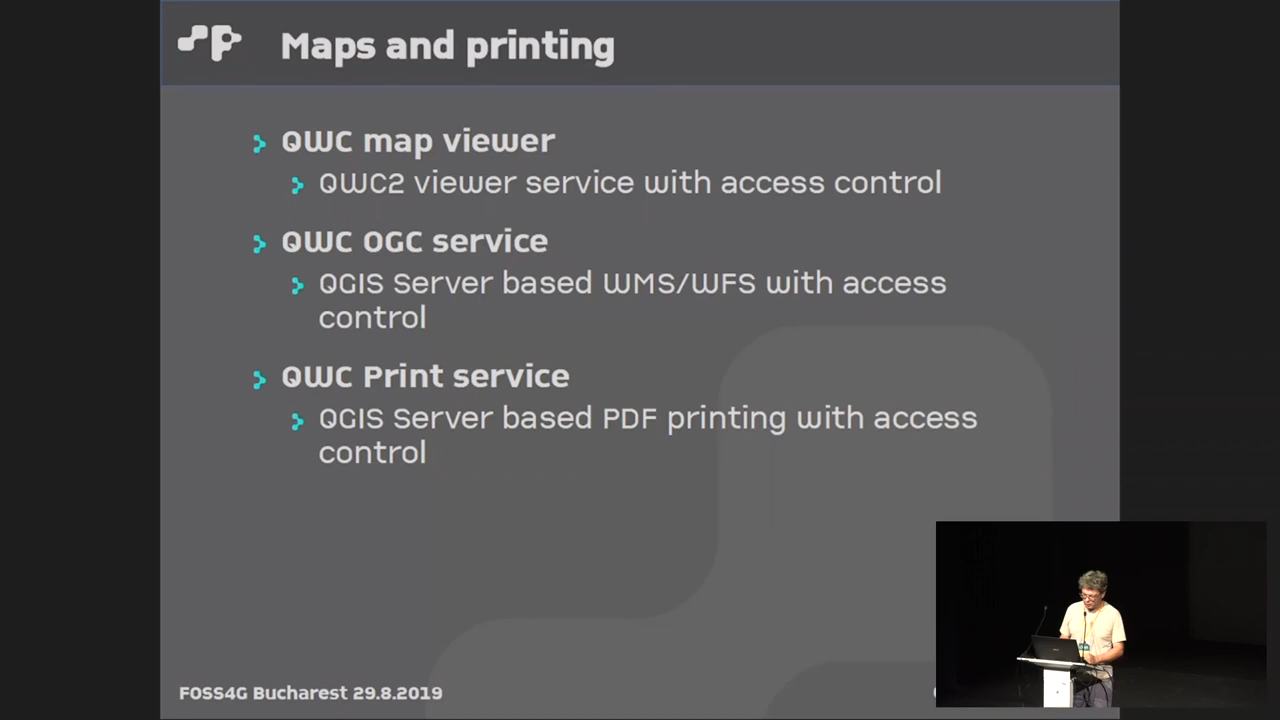 Maps and printing
QWC map viewer
QWC2 viewer service with access control
QWC OGC service
QGIS Server based WMS/WFS with access
control
QWC Print service
QGIS Server based PDF printing with access
control
FOSS4G Bucharest 29.8.2019